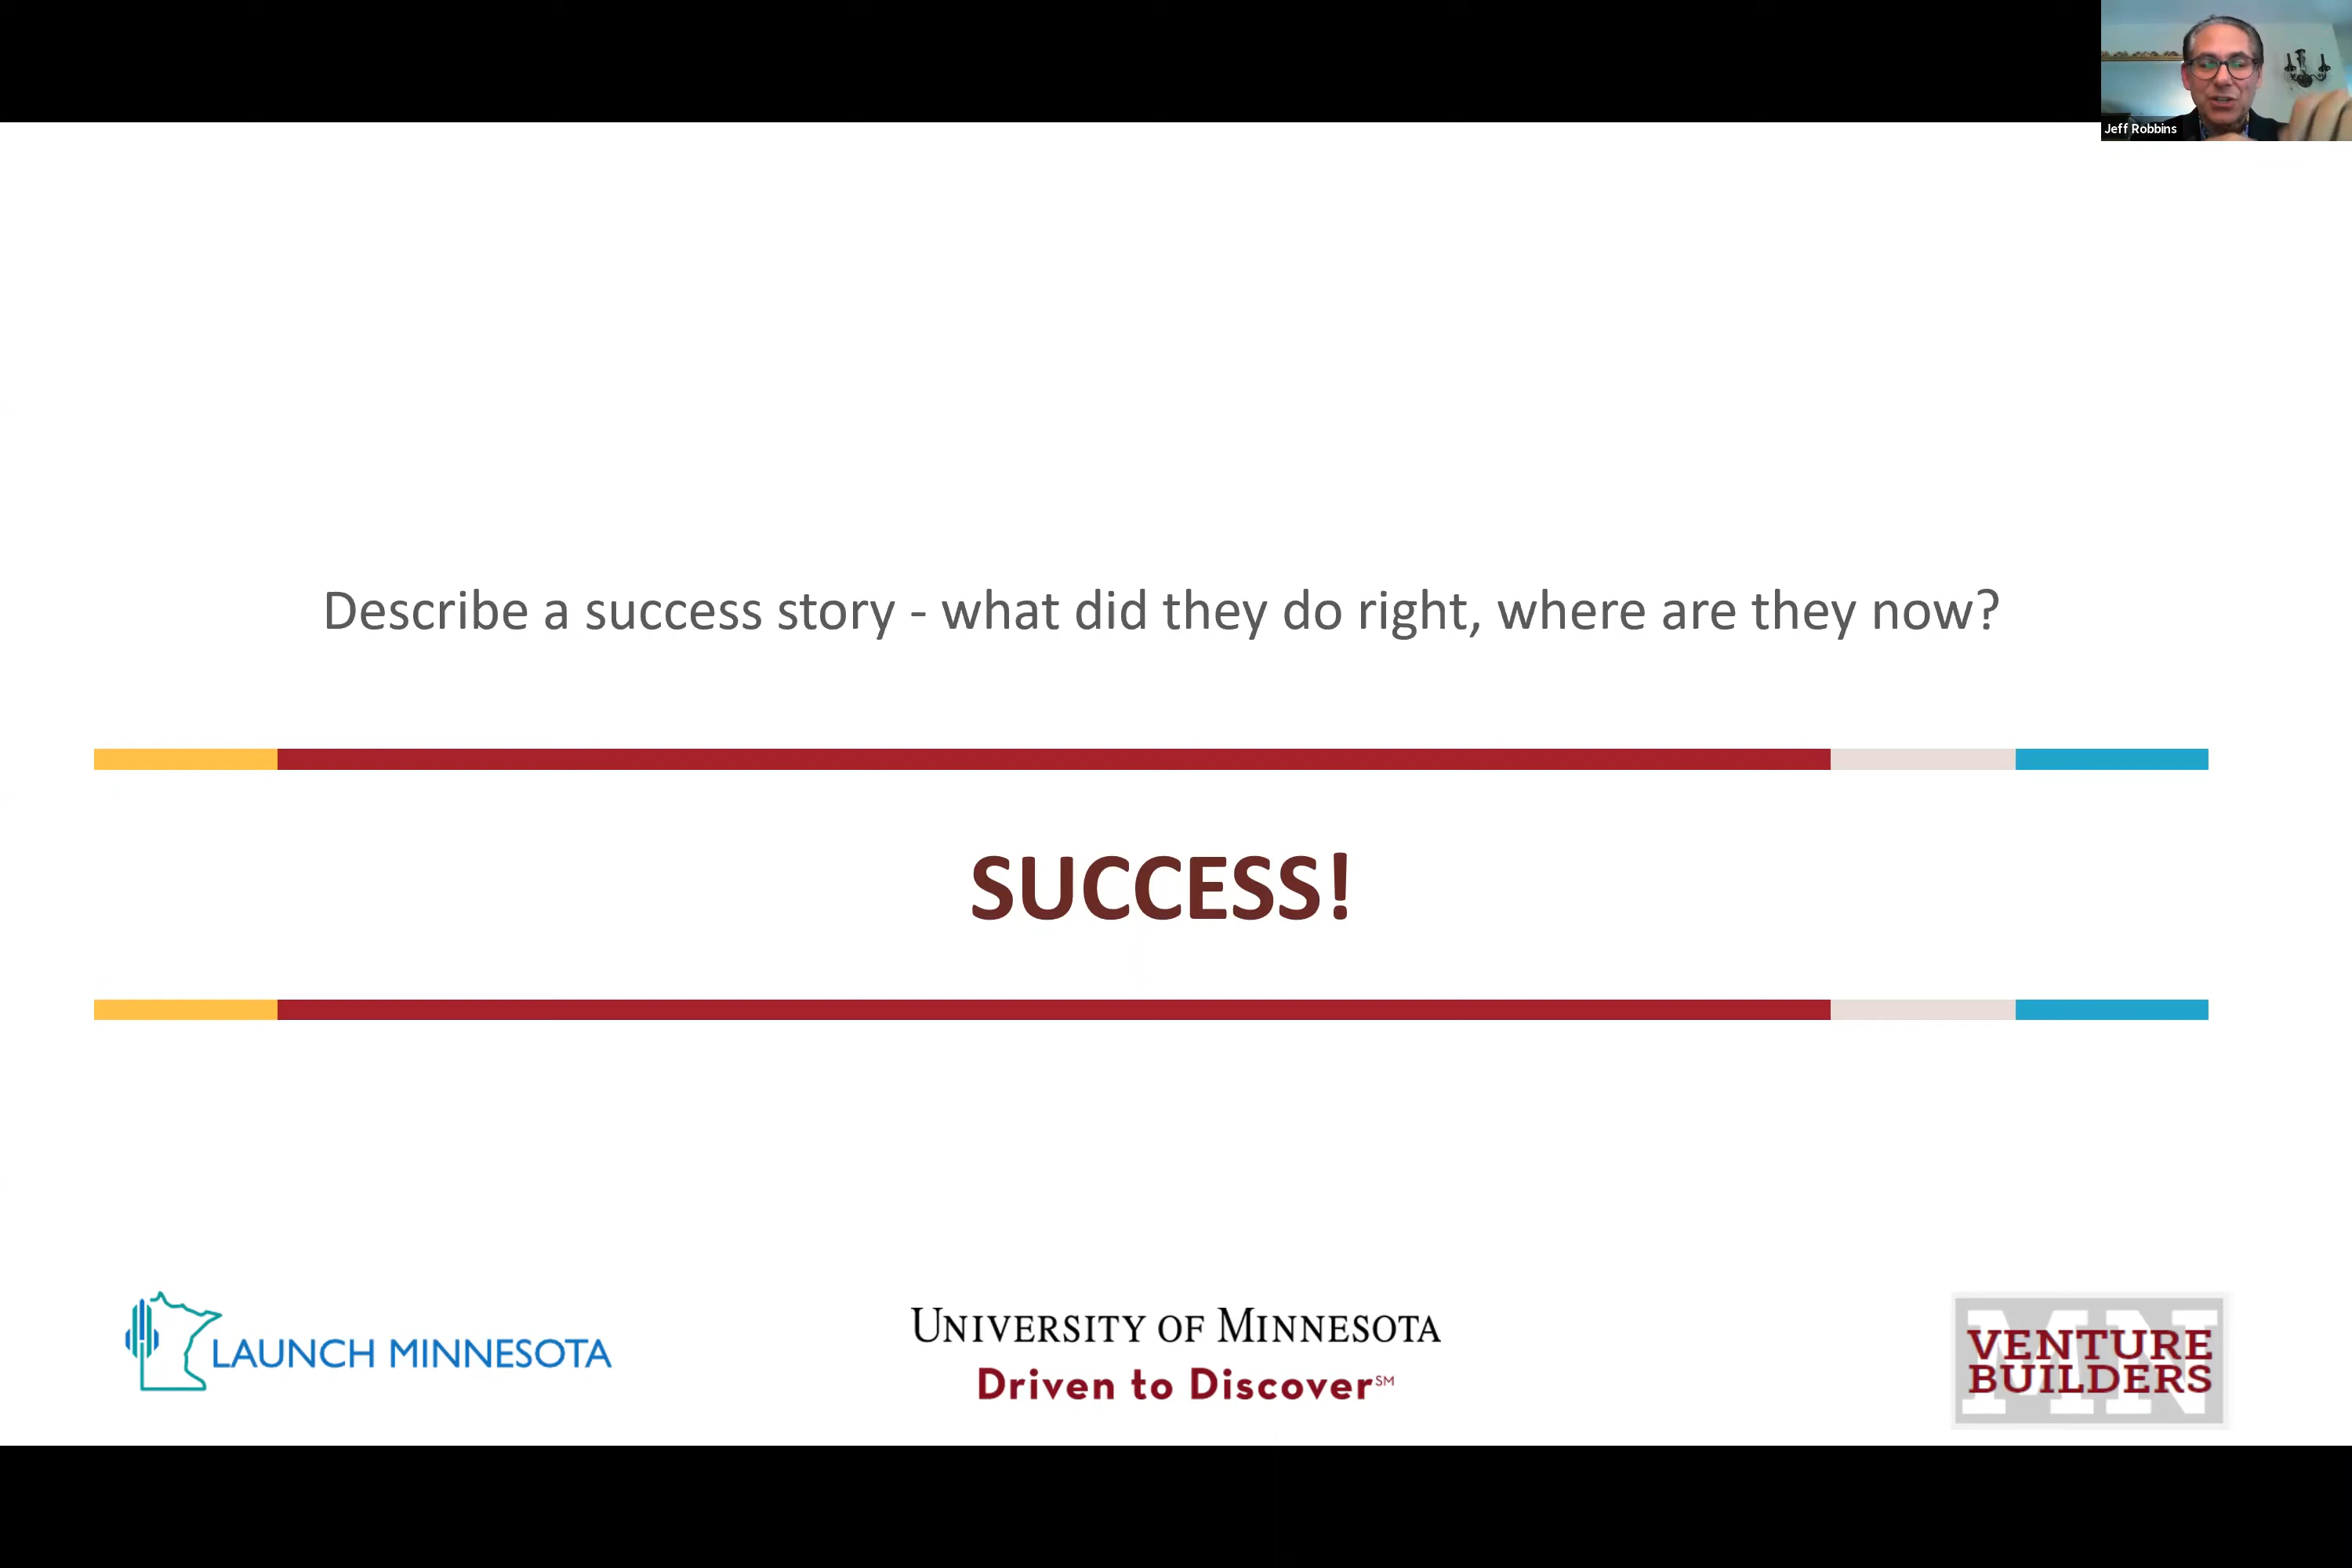 Jeff Robbins
Describe a success story - what did they do right, where are they now?
SUCCESS!
LAUNCH MINNESOTA
UNIVERSITY OF MINNESOTA
Driven to Discover℠
MN
VENTURE
BUILDERS